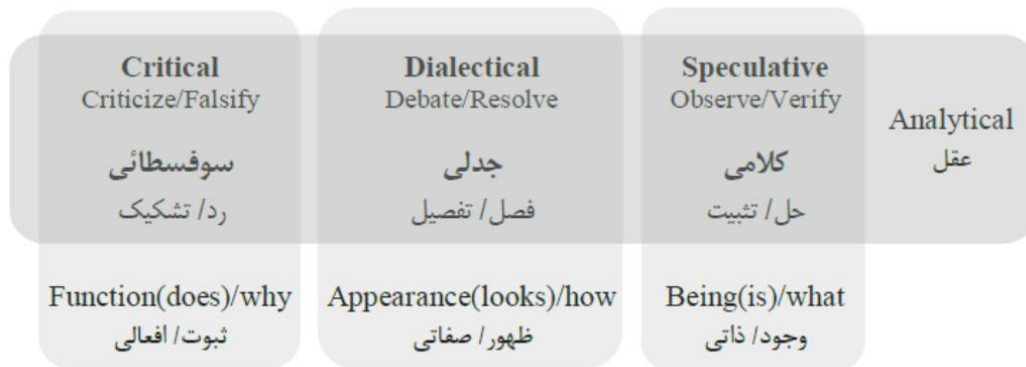 Critical
Criticize/Falsify
سوفسطائی
رد/ تشکیک
Function(does)/why
ثبوت/ افعالی
Dialectical
Debate/Resolve
جدلی
فصل/ تفصیل
Appearance(looks)/how
ظهور/ صفاتی
Speculative
Observe/Verify
کلامی
حل/ تثبیت
Being(is)/what
وجود/ ذاتی
Analytical
عقل